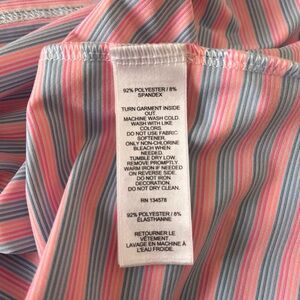 92% POLYESTER / 8%
SPANDEX
TURN GARMENT INSIDE
OUT.
MACHINE WASH COLD.
WASH WITH LIKE
COLORS.
DO NOT USE FABRIC
SOFTENER.
ONLY NON-CHLORINE
BLEACH WHEN
NEEDED.
TUMBLE DRY LOW.
REMOVE PROMPTLY.
WARM IRON IF NEEDED
ON REVERSE SIDE.
DO NOT IRON
DECORATION.
DO NOT DRY CLEAN.
RN 134578
92% POLYESTER / 8%
ÉLASTHANNE
RETOURNER LE
VÊTEMENT.
LAVAGE EN MACHINE À
L'EAU FROIDE.